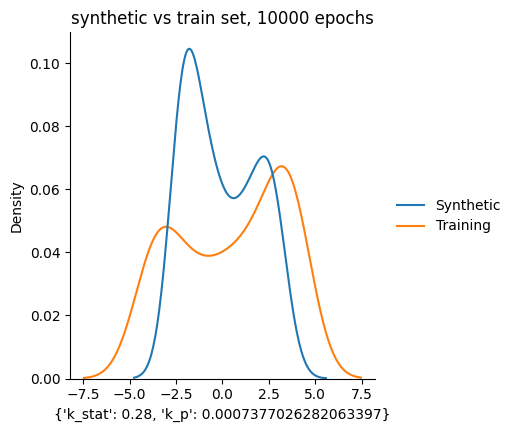 synthetic vs train set, 10000 epochs
Density
0.10
0.08
0.06
0.04
0.02
0.00
−7.5 −5.0 −2.5 0.0 2.5 5.0 7.5
{'k_stat': 0.28, 'k_p': 0.0007377026282063397}
Synthetic
Training